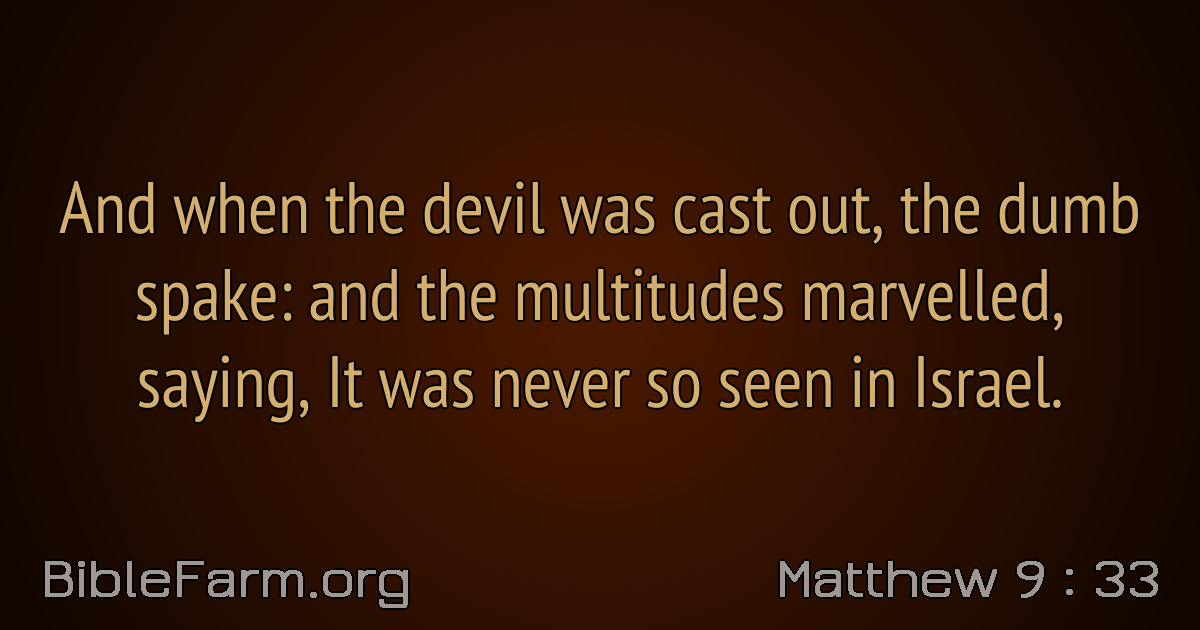 And when the devil was cast out, the dumb
spake: and the multitudes marvelled,
saying, It was never so seen in Israel.
BibleFarm.org
Matthew 9 : 33